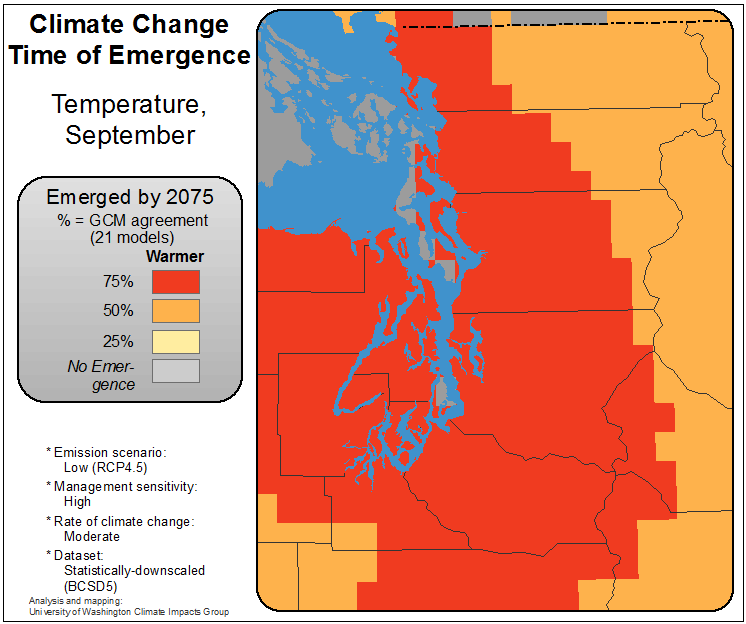 Climate Change
Time of Emergence
Temperature,
September
Emerged by 2075
% = GCM agreement
(21 models)
Warmer
75%
50%
25%
No Emer-
gence
* Emission scenario:
Low (RCP4.5)
* Management sensitivity:
High
* Rate of climate change:
Moderate
* Dataset:
Statistically-downscaled
(BCSD5)
Analysis and mapping:
University of Washington Climate Impacts Group